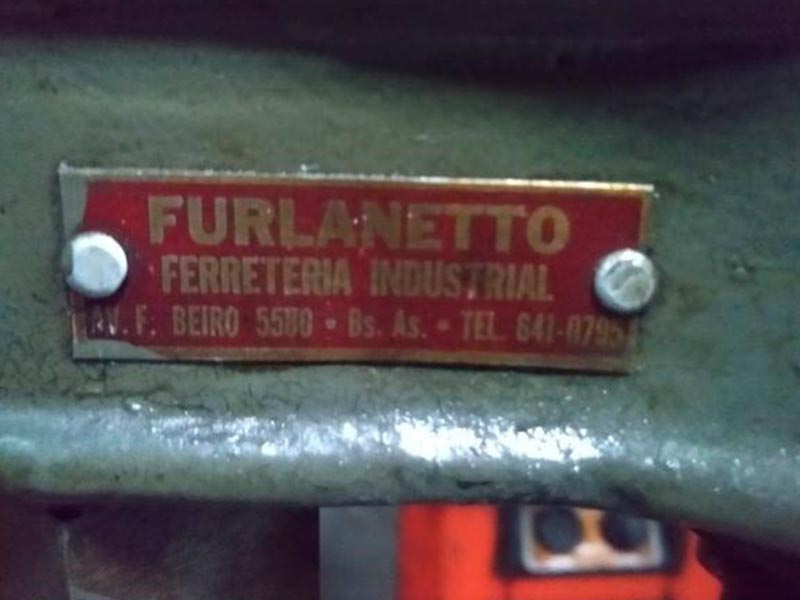 FURLANETTO
FERRETERIA INDUSTRIAL
AV. F. BEIRO 5580 • Bs. As. • TEL. 641-0795